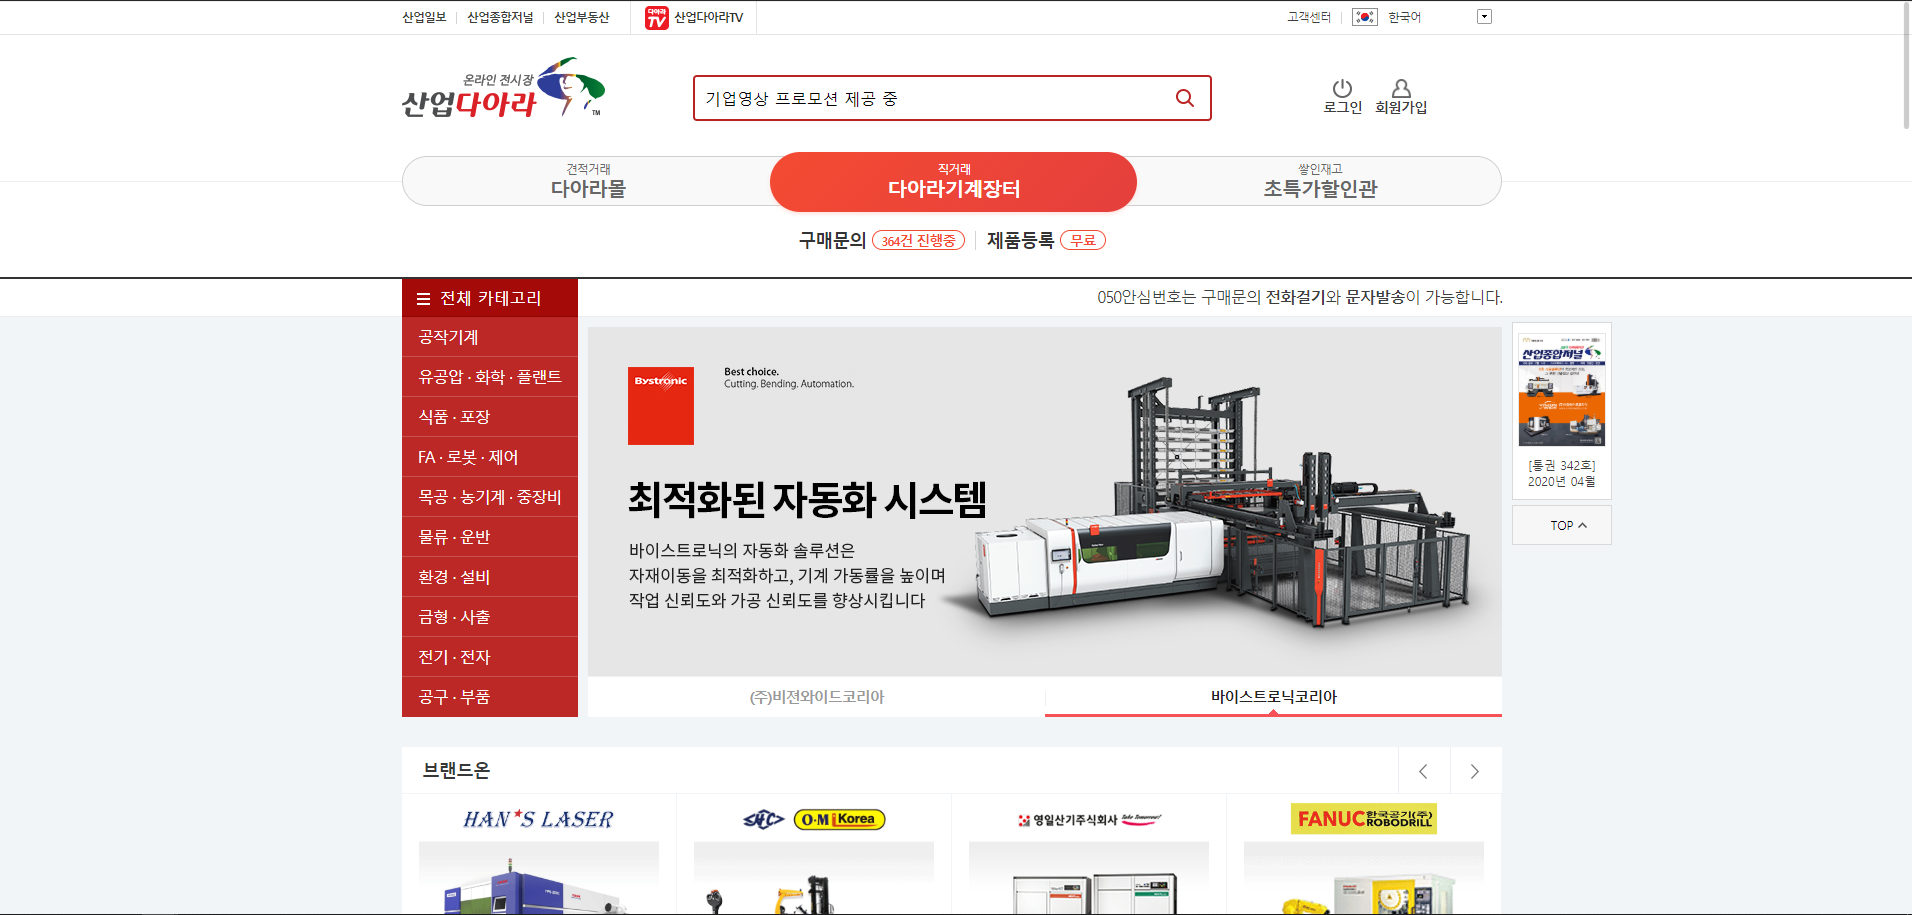 산업일보
산업종합저널
산업부동산
다아라 TV
산업다아라TV
고객센터
한국어
온라인 전시장
산업다아라 TM
기업영상 프로모션 제공 중
로그인
회원가입
견적거래
다아라몰
직거래
다아라기계장터
쌓인재고
초특가할인관
구매문의 364건 진행중
제품등록 무료
전체 카테고리
050안심번호는 구매문의 전화걸기와 문자발송이 가능합니다.
공작기계
유공압 · 화학 · 플랜트
식품 · 포장
FA · 로봇 · 제어
목공 · 농기계 · 중장비
물류 · 운반
환경 · 설비
금형 · 사출
전기 · 전자
공구 · 부품
Bystronic
Best choice.
Cutting. Bending. Automation.
최적화된 자동화 시스템
바이스트로닉의 자동화 솔루션은
자재이동을 최적화하고, 기계 가동률을 높이며
작업 신뢰도와 가공 신뢰도를 향상시킵니다
(주)비젼와이드코리아
바이스트로닉코리아
산업종합저널
[통권 342호]
2020년 04월
TOP
브랜드온
HAN'S LASER
SHC O-M Korea
영일산기주식회사 Take Tomorrow!
FANUC 한국공기(주)
ROBODRILL